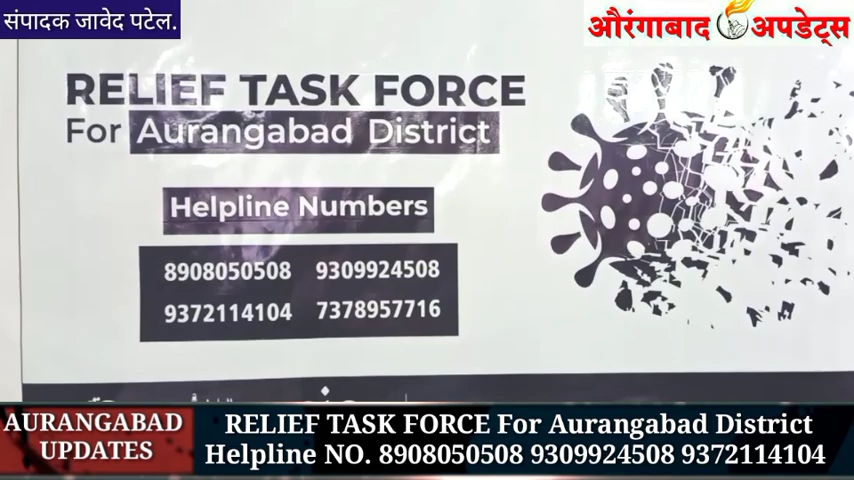 संपादक जावेद पटेल.
औरंगाबाद अपडेट्स
RELIEF TASK FORCE
For Aurangabad District
Helpline Numbers
8908050508 9309924508
9372114104 7378957716
AURANGABAD
UPDATES
RELIEF TASK FORCE For Aurangabad District
Helpline NO. 8908050508 9309924508 9372114104